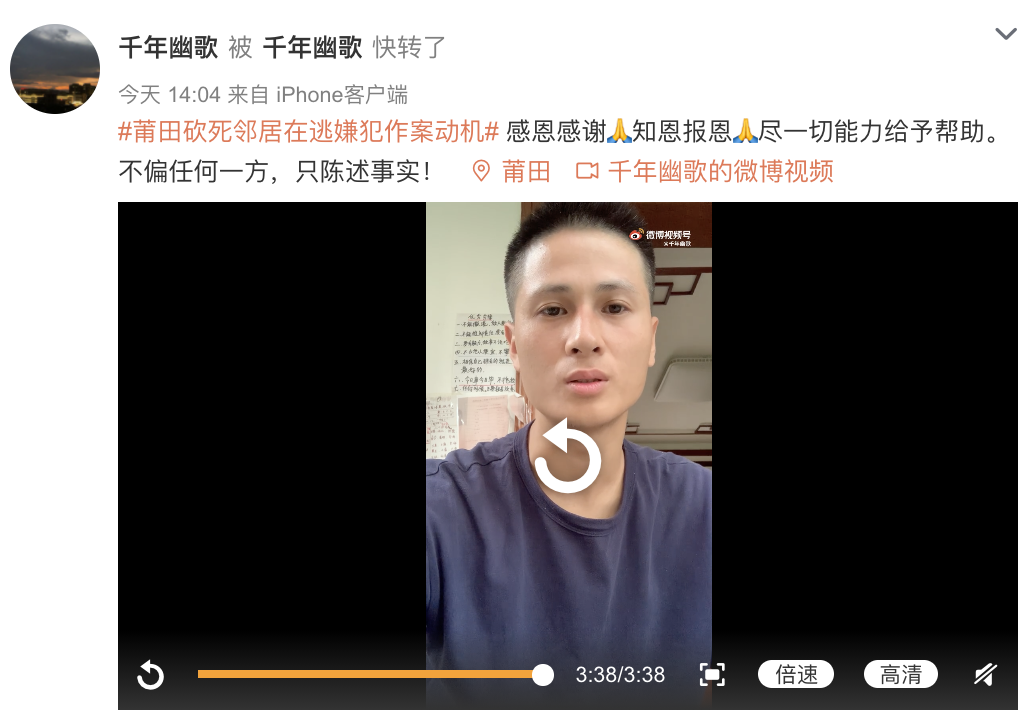 千年幽歌 被 千年幽歌 快转了
今天 14:04 来自 iPhone客户端
#莆田砍死邻居在逃嫌犯作案动机# 感恩感谢🙏知恩报恩🙏尽一切能力给予帮助。
不偏任何一方，只陈述事实！ 莆田 千年幽歌的微博视频
微博视频号
×千年幽歌
3:38/3:38 倍速 高清